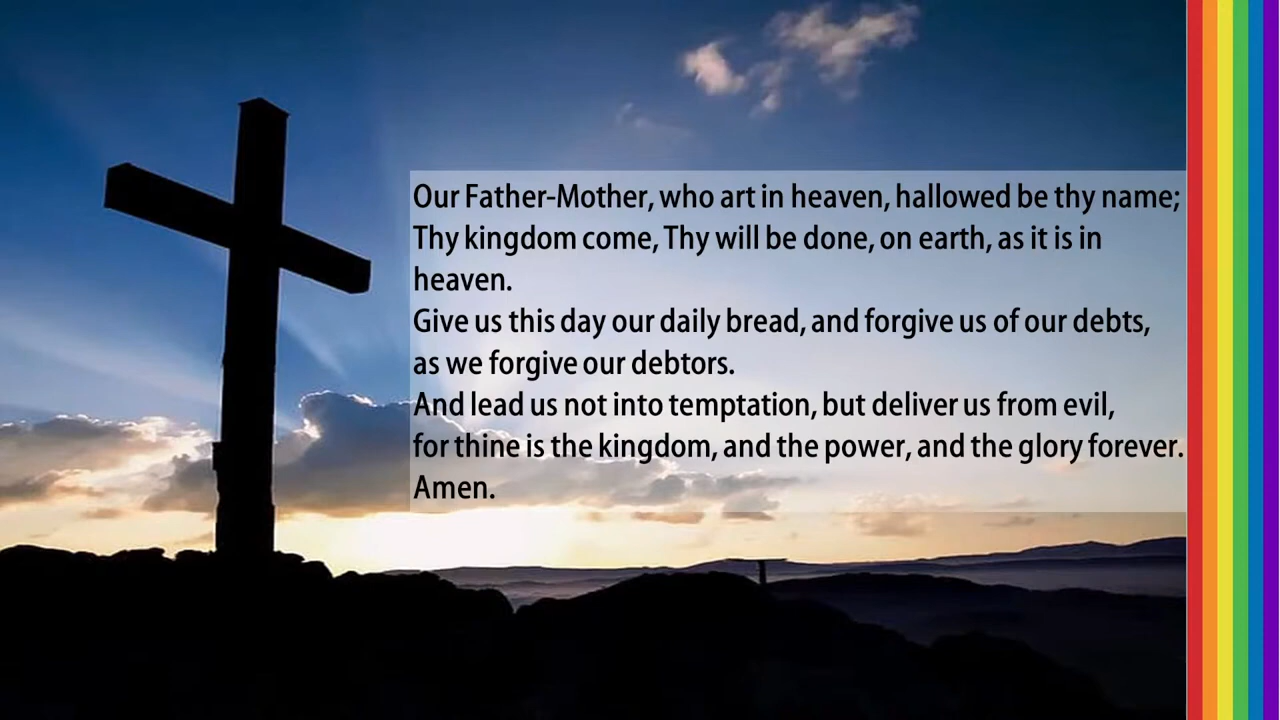 Our Father-Mother, who art in heaven, hallowed be thy name;
Thy kingdom come, Thy will be done, on earth, as it is in
heaven.
Give us this day our daily bread, and forgive us of our debts,
as we forgive our debtors.
And lead us not into temptation, but deliver us from evil,
for thine is the kingdom, and the power, and the glory forever.
Amen.